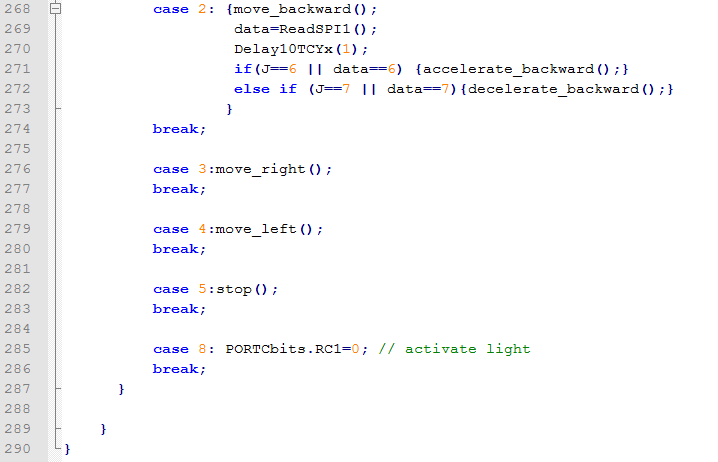 268 case 2: {move_backward();
269 data=ReadSPI1();
270 Delay10TCYx(1);
271 if(J==6 || data==6) {accelerate_backward();}
272 else if (J==7 || data==7){decelerate_backward();}
273 }
274 break;
275
276 case 3:move_right();
277 break;
278
279 case 4:move_left();
280 break;
281
282 case 5:stop();
283 break;
284
285 case 8: PORTCbits.RC1=0; // activate light
286 break;
287 }
288
289 }
290 }